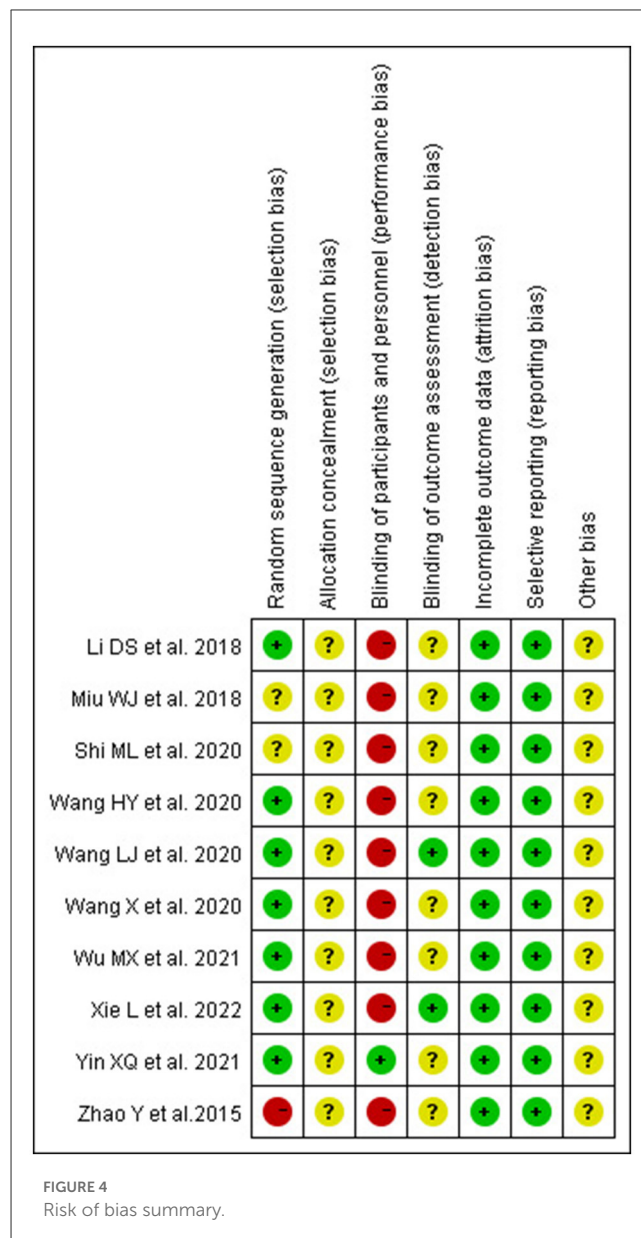 Random sequence generation (selection bias)
Allocation concealment (selection bias)
Blinding of participants and personnel (performance bias)
Blinding of outcome assessment (detection bias)
Incomplete outcome data (attrition bias)
Selective reporting (reporting bias)
Other bias
Li DS et al. 2018 + ? - ? + + ?
Miu WJ et al. 2018 ? ? - ? + + ?
Shi ML et al. 2020 ? ? - ? + + ?
Wang HY et al. 2020 + ? - ? + + ?
Wang LJ et al. 2020 + ? - + + + ?
Wang X et al. 2020 + ? - ? + + ?
Wu MX et al. 2021 + ? - ? + + ?
Xie L et al. 2022 + ? - + + + ?
Yin XQ et al. 2021 + ? + ? + + ?
Zhao Y et al.2015 - ? - ? + + ?
FIGURE 4
Risk of bias summary.